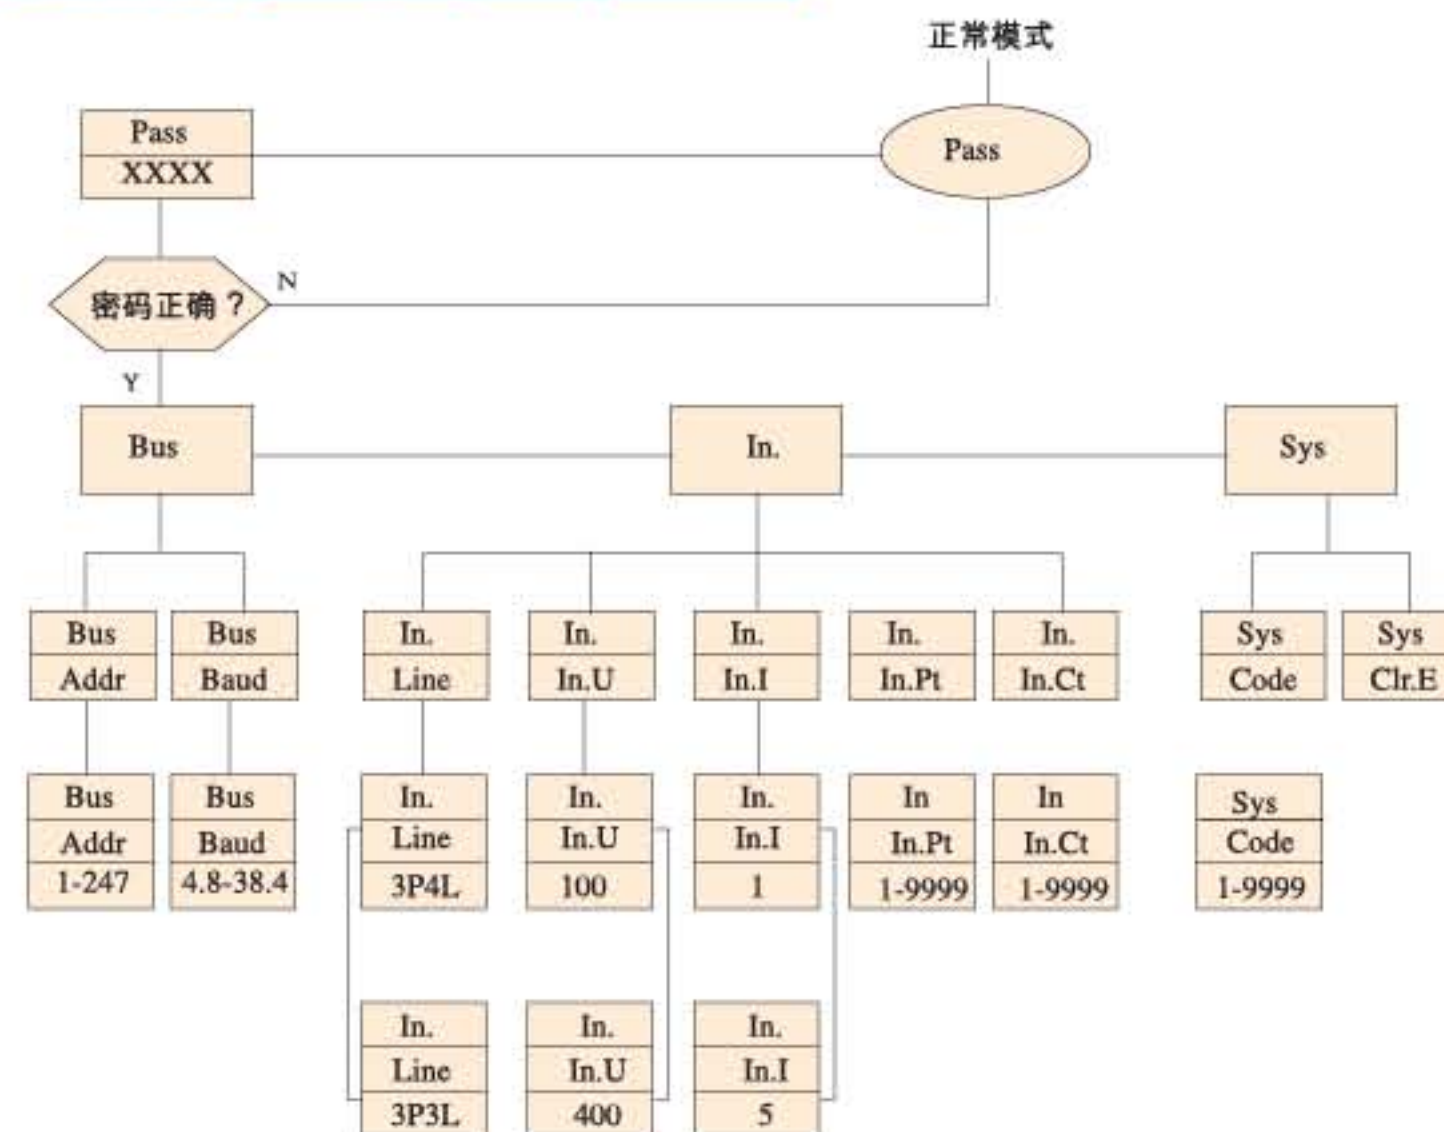 正常模式
Pass
XXXX
Pass
密码正确？
N
Y
Bus
In.
Sys
Bus
Addr
Bus
Baud
In.
Line
In.
In.U
In.
In.I
In.
In.Pt
In.
In.Ct
Sys
Code
Sys
Clr.E
Bus
Addr
1-247
Bus
Baud
4.8-38.4
In.
Line
3P4L
In.
In.U
100
In.
In.I
1
In
In.Pt
1-9999
In
In.Ct
1-9999
Sys
Code
1-9999
In.
Line
3P3L
In.
In.U
400
In.
In.I
5